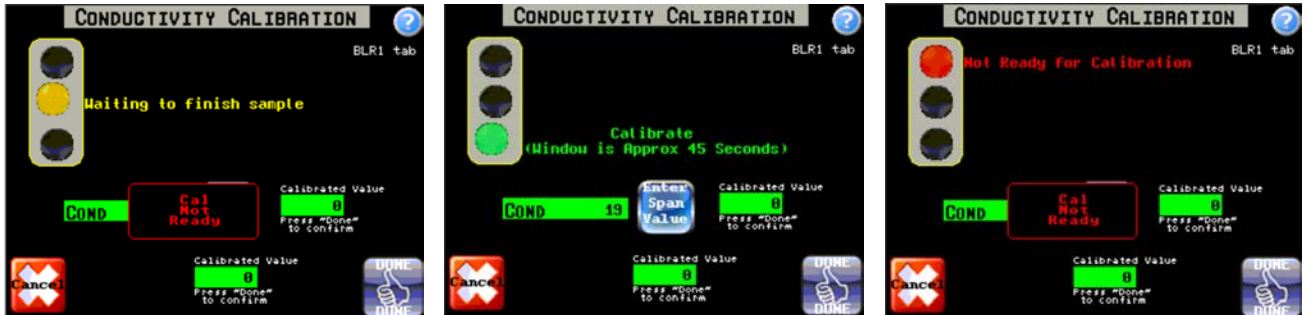 CONDUCTIVITY CALIBRATION
?
BLR1 tab
Waiting to finish sample
COND
Cal
Not
Ready
Calibrated Value
0
Press "Done"
to confirm
Calibrated Value
0
Press "Done"
to confirm
Cancel
DONE
DONE
CONDUCTIVITY CALIBRATION
?
BLR1 tab
Calibrate
(Window is Approx 45 Seconds)
COND 19
Enter
Span
Value
Calibrated Value
0
Press "Done"
to confirm
Calibrated Value
0
Press "Done"
to confirm
Cancel
DONE
DONE
CONDUCTIVITY CALIBRATION
?
BLR1 tab
Not Ready for Calibration
COND
Cal
Not
Ready
Calibrated Value
0
Press "Done"
to confirm
Calibrated Value
0
Press "Done"
to confirm
Cancel
DONE
DONE